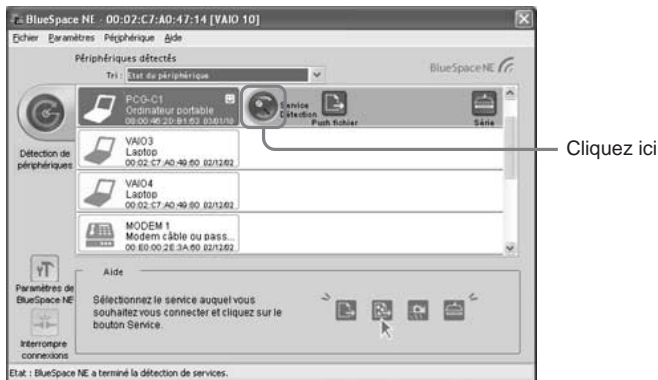 BlueSpace NE - 00:02:C7:A0:47:14 [VAIO 10]
Fichier Paramètres Périphérique Aide
Périphériques détectés
Tri : Etat du périphérique
BlueSpace NE
PCG-C1
Ordinateur portable
08:00:46:20:B1:63 03/01/10
Service
Détection
Push fichier
Série
Cliquez ici
Détection de
périphériques
VAIO3
Laptop
00:02:C7:A0:49:60 02/12/02
VAIO4
Laptop
00:02:C7:A0:49:80 02/12/02
MODEM 1
Modem câble ou pass...
00:E0:00:2E:3A:60 02/12/02
Paramètres de
BlueSpace NE
Interrompre
connexions
Aide
Sélectionnez le service auquel vous
souhaitez vous connecter et cliquez sur le
bouton Service.
Etat : BlueSpace NE a terminé la détection de services.